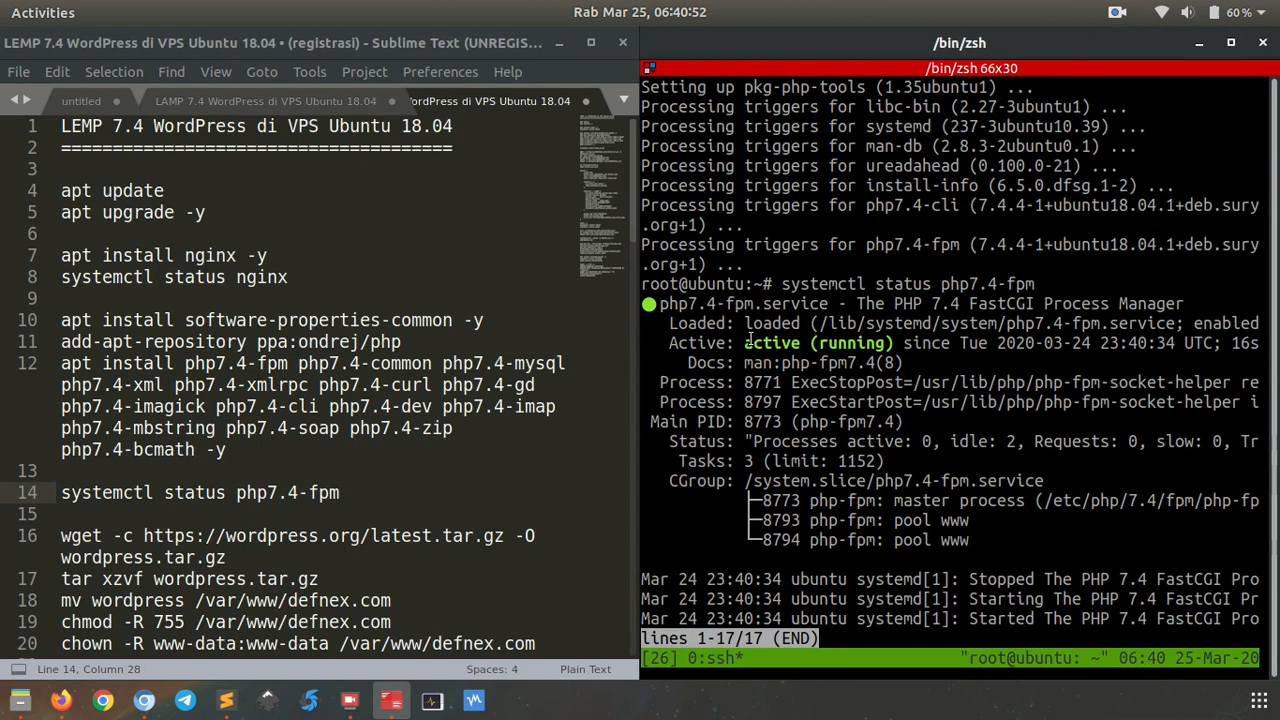 Activities
Rab Mar 25, 06:40:52
60 %
LEMP 7.4 WordPress di VPS Ubuntu 18.04 • (registrasi) - Sublime Text (UNREGIS...
File Edit Selection Find View Goto Tools Project Preferences Help
untitled
LEMP 7.4 WordPress di VPS Ubuntu 18.04
ordPress di VPS Ubuntu 18.04
1 LEMP 7.4 WordPress di VPS Ubuntu 18.04
2 ======================================
3
4 apt update
5 apt upgrade -y
6
7 apt install nginx -y
8 systemctl status nginx
9
10 apt install software-properties-common -y
11 add-apt-repository ppa:ondrej/php
12 apt install php7.4-fpm php7.4-common php7.4-mysql
php7.4-xml php7.4-xmlrpc php7.4-curl php7.4-gd
php7.4-imagick php7.4-cli php7.4-dev php7.4-imap
php7.4-mbstring php7.4-soap php7.4-zip
php7.4-bcmath -y
13
14 systemctl status php7.4-fpm
15
16 wget -c https://wordpress.org/latest.tar.gz -O
wordpress.tar.gz
17 tar xzvf wordpress.tar.gz
18 mv wordpress /var/www/defnex.com
19 chmod -R 755 /var/www/defnex.com
20 chown -R www-data:www-data /var/www/defnex.com
Line 14, Column 28
Spaces: 4
Plain Text
/bin/zsh
/bin/zsh 66x30
Setting up pkg-php-tools (1.35ubuntu1) ...
Processing triggers for libc-bin (2.27-3ubuntu1) ...
Processing triggers for systemd (237-3ubuntu10.39) ...
Processing triggers for man-db (2.8.3-2ubuntu0.1) ...
Processing triggers for ureadahead (0.100.0-21) ...
Processing triggers for install-info (6.5.0.dfsg.1-2) ...
Processing triggers for php7.4-cli (7.4.4-1+ubuntu18.04.1+deb.sury
.org+1) ...
Processing triggers for php7.4-fpm (7.4.4-1+ubuntu18.04.1+deb.sury
.org+1) ...
root@ubuntu:~# systemctl status php7.4-fpm
● php7.4-fpm.service - The PHP 7.4 FastCGI Process Manager
Loaded: loaded (/lib/systemd/system/php7.4-fpm.service; enabled
Active: active (running) since Tue 2020-03-24 23:40:34 UTC; 16s
Docs: man:php-fpm7.4(8)
Process: 8771 ExecStopPost=/usr/lib/php/php-fpm-socket-helper re
Process: 8797 ExecStartPost=/usr/lib/php/php-fpm-socket-helper i
Main PID: 8773 (php-fpm7.4)
Status: "Processes active: 0, idle: 2, Requests: 0, slow: 0, Tr
Tasks: 3 (limit: 1152)
CGroup: /system.slice/php7.4-fpm.service
├─8773 php-fpm: master process (/etc/php/7.4/fpm/php-fp
├─8793 php-fpm: pool www
└─8794 php-fpm: pool www
Mar 24 23:40:34 ubuntu systemd[1]: Stopped The PHP 7.4 FastCGI Pro
Mar 24 23:40:34 ubuntu systemd[1]: Starting The PHP 7.4 FastCGI Pr
Mar 24 23:40:34 ubuntu systemd[1]: Started The PHP 7.4 FastCGI Pro
lines 1-17/17 (END)
[26] 0:ssh* "root@ubuntu: ~" 06:40 25-Mar-20